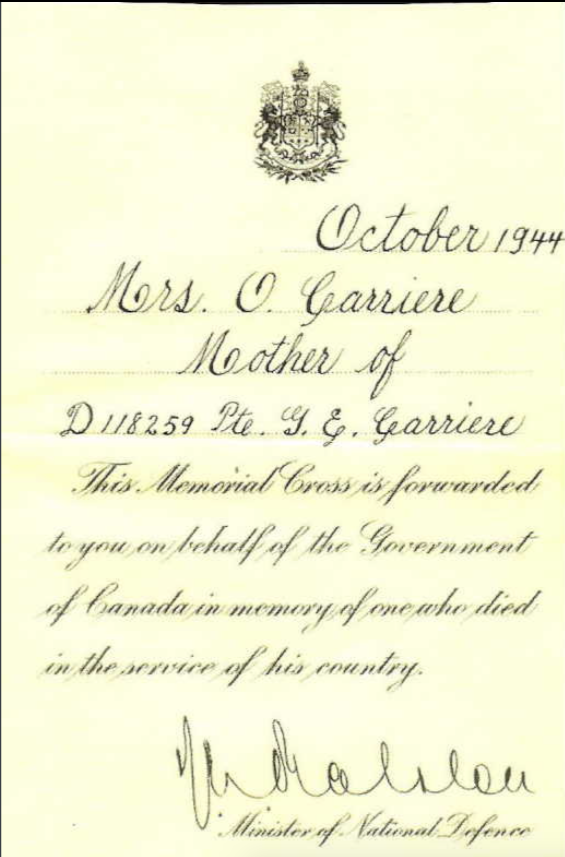 October 1944
Mrs. O. Carriere
Mother of
D 118259 Pte. G. E. Carriere
This Memorial Cross is forwarded
to you on behalf of the Government
of Canada in memory of one who died
in the service of his country.
Ralston
Minister of National Defence